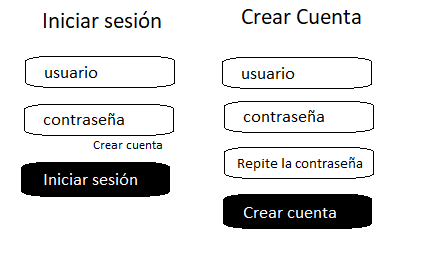 Iniciar sesión
usuario
contraseña
Crear cuenta
Iniciar sesión
Crear Cuenta
usuario
contraseña
Repite la contraseña
Crear cuenta